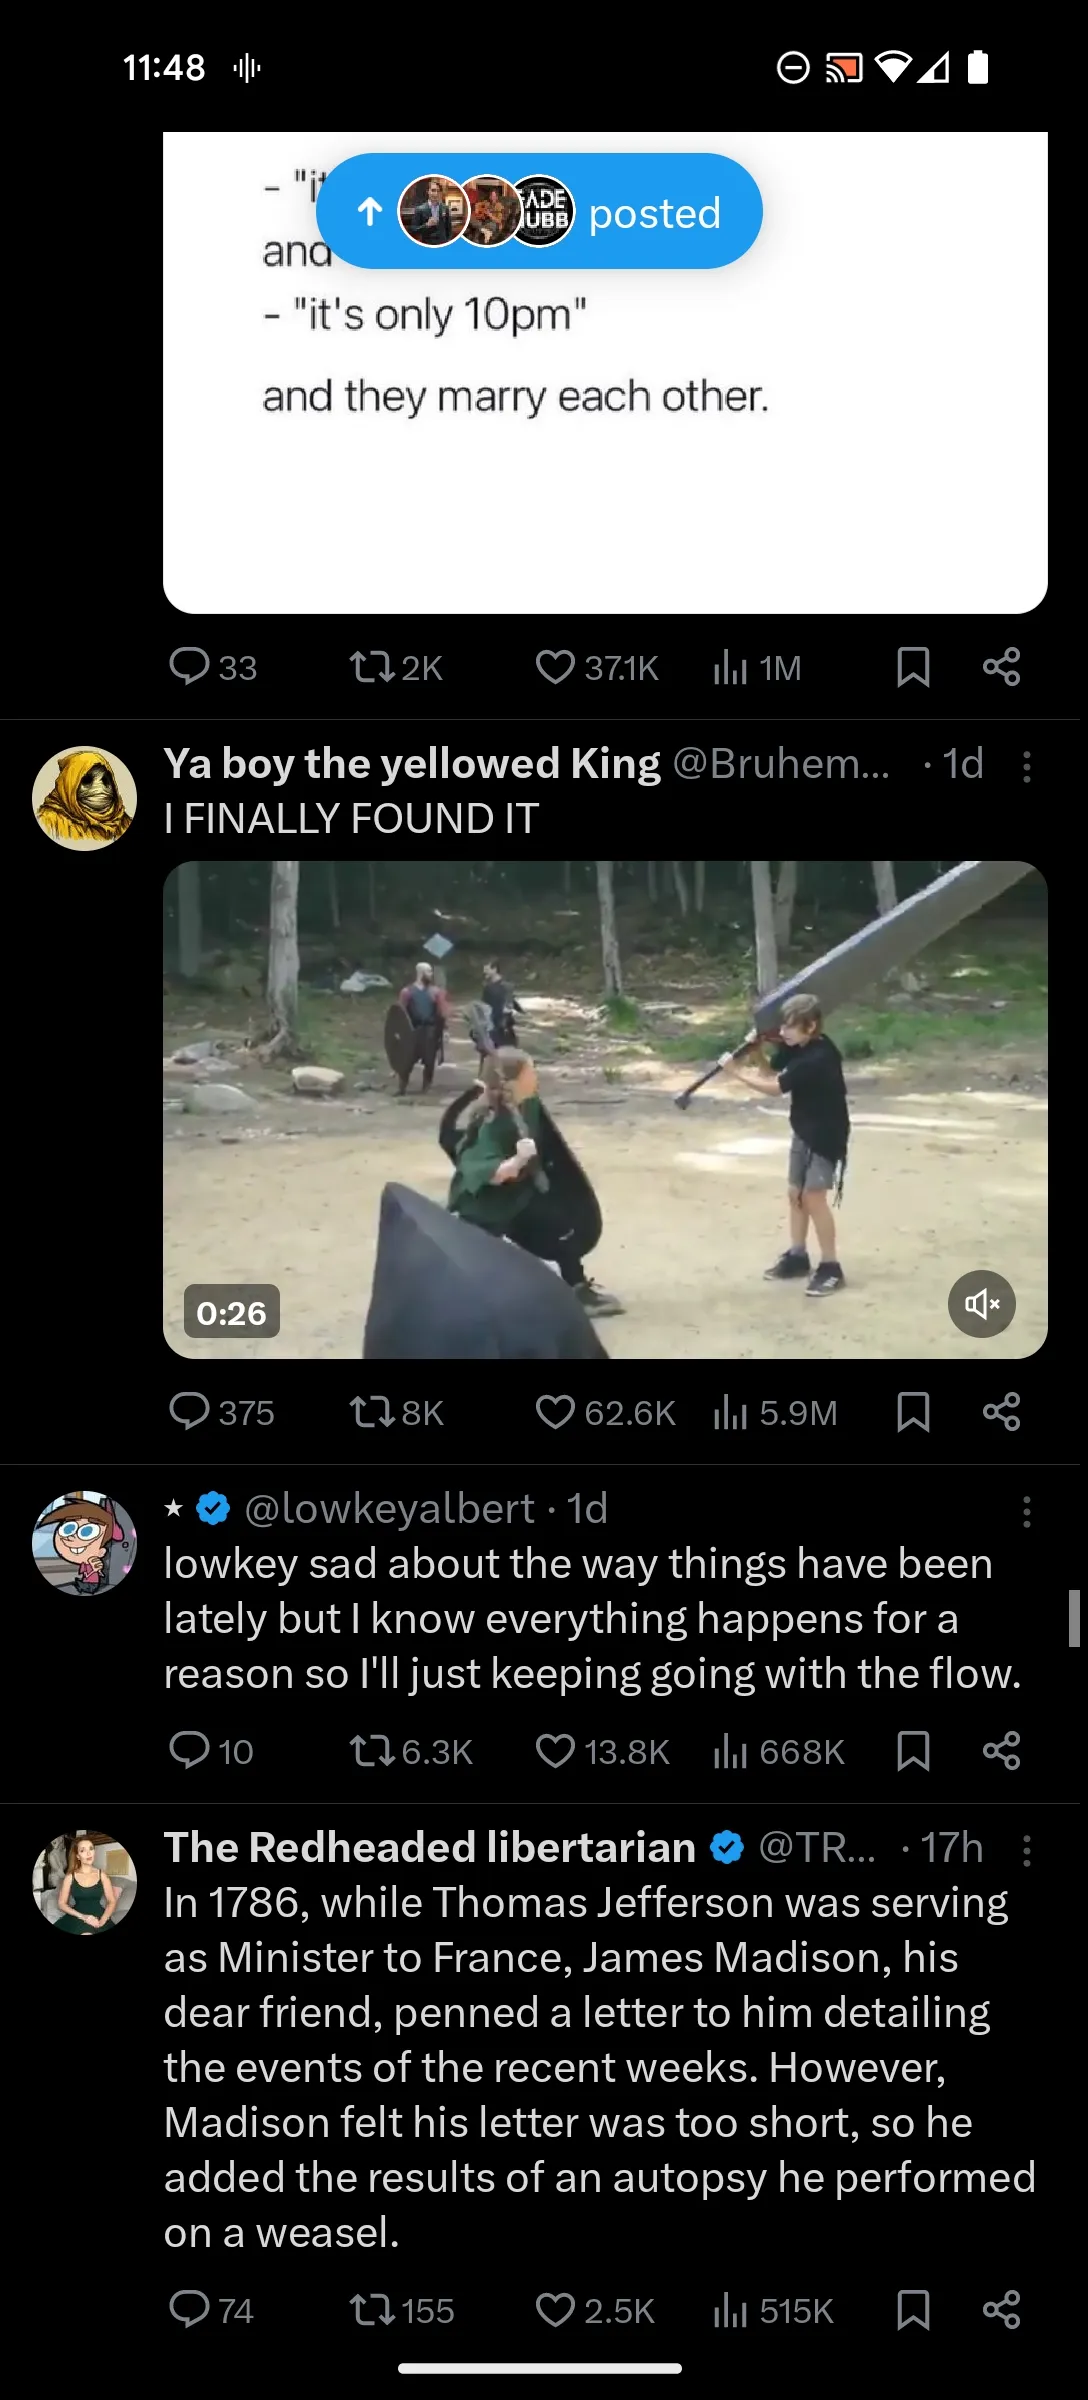 11:48
- "it
posted
and
- "it's only 10pm"
and they marry each other.
33 2K 37.1K 1M
Ya boy the yellowed King @Bruhem... · 1d
I FINALLY FOUND IT
0:26
375 8K 62.6K 5.9M
@lowkeyalbert · 1d
lowkey sad about the way things have been
lately but I know everything happens for a
reason so I'll just keeping going with the flow.
10 6.3K 13.8K 668K
The Redheaded libertarian @TR... · 17h
In 1786, while Thomas Jefferson was serving
as Minister to France, James Madison, his
dear friend, penned a letter to him detailing
the events of the recent weeks. However,
Madison felt his letter was too short, so he
added the results of an autopsy he performed
on a weasel.
74 155 2.5K 515K